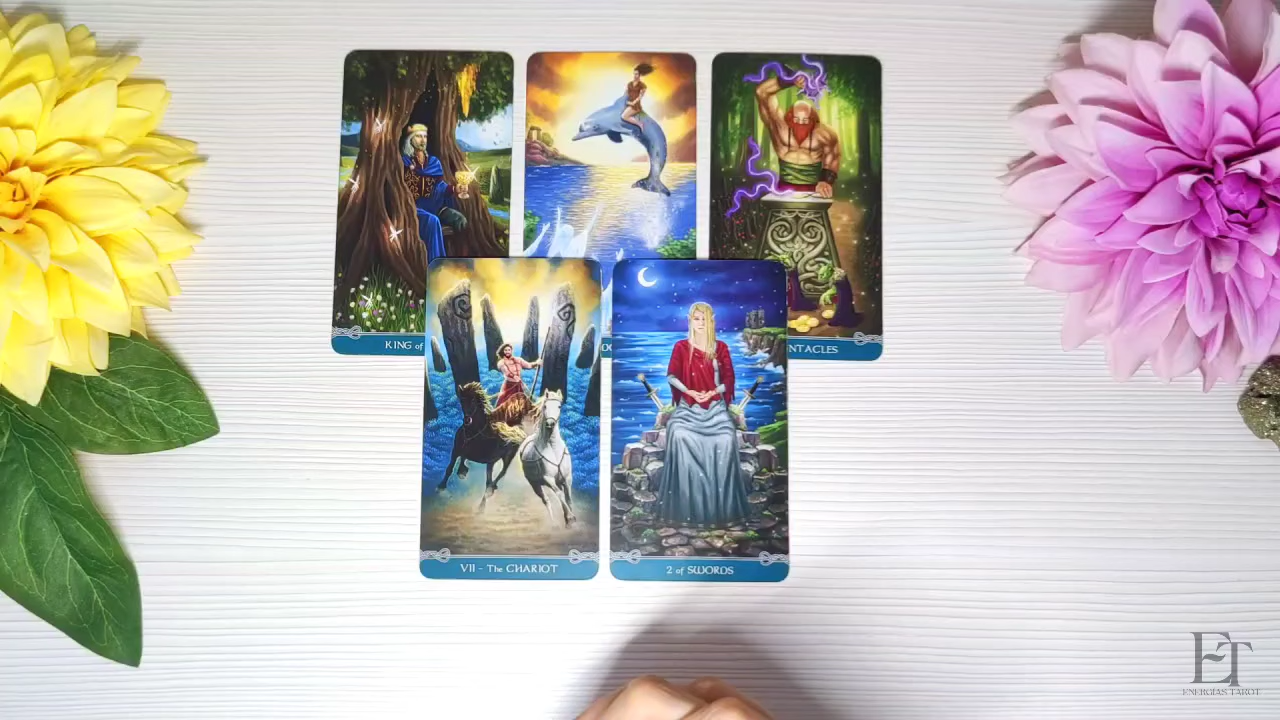 KING of
NTACLES
VII - The CHARIOT
2 of SWORDS
ET
ENERGIAS TAROT